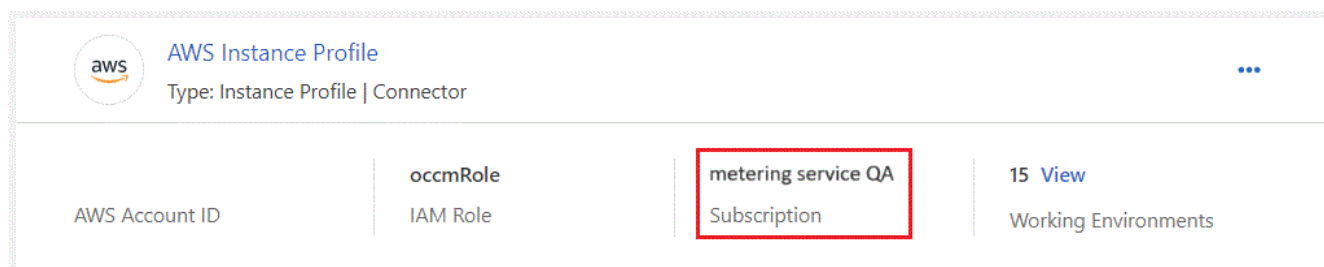 aws
AWS Instance Profile
Type: Instance Profile | Connector
AWS Account ID
occmRole
IAM Role
metering service QA
Subscription
15 View
Working Environments